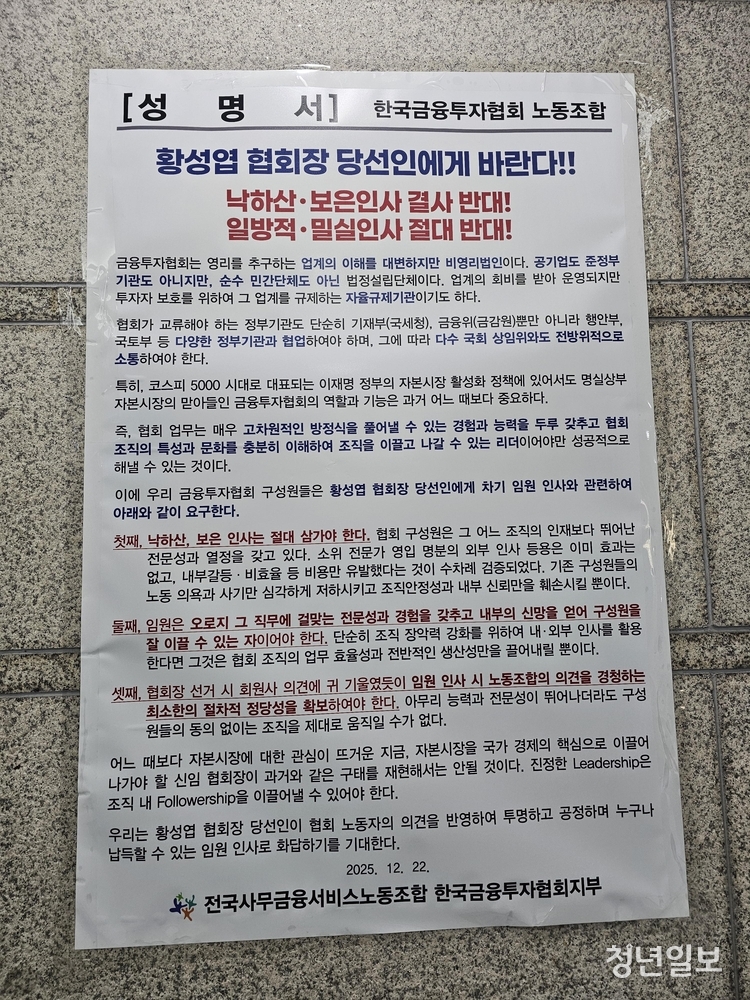 [성 명 서] 한국금융투자협회 노동조합
황성엽 협회장 당선인에게 바란다!!
낙하산·보은인사 결사 반대!
일방적·밀실인사 절대 반대!
금융투자협회는 영리를 추구하는 업계의 이해를 대변하지만 비영리법인이다. 공기업도 준정부
기관도 아니지만, 순수 민간단체도 아닌 법정설립단체이다. 업계의 회비를 받아 운영되지만
투자자 보호를 위하여 그 업계를 규제하는 자율규제기관이기도 하다.
협회가 교류해야 하는 정부기관도 단순히 기재부(국세청), 금융위(금감원)뿐만 아니라 행안부,
국토부 등 다양한 정부기관과 협업하여야 하며, 그에 따라 다수 국회 상임위와도 전방위적으로
소통하여야 한다.
특히, 코스피 5000 시대로 대표되는 이재명 정부의 자본시장 활성화 정책에 있어서도 명실상부
자본시장의 맏아들인 금융투자협회의 역할과 기능은 과거 어느 때보다 중요하다.
즉, 협회 업무는 매우 고차원적인 방정식을 풀어낼 수 있는 경험과 능력을 두루 갖추고 협회
조직의 특성과 문화를 충분히 이해하여 조직을 이끌고 나갈 수 있는 리더이어야만 성공적으로
해낼 수 있는 것이다.
이에 우리 금융투자협회 구성원들은 황성엽 협회장 당선인에게 차기 임원 인사와 관련하여
아래와 같이 요구한다.
첫째, 낙하산, 보은 인사는 절대 삼가야 한다. 협회 구성원은 그 어느 조직의 인재보다 뛰어난
전문성과 열정을 갖고 있다. 소위 전문가 영입 명분의 외부 인사 등용은 이미 효과는
없고, 내부갈등·비효율 등 비용만 유발했다는 것이 수차례 검증되었다. 기존 구성원들의
노동 의욕과 사기만 심각하게 저하시키고 조직안정성과 내부 신뢰만을 훼손시킬 뿐이다.
둘째, 임원은 오로지 그 직무에 걸맞는 전문성과 경험을 갖추고 내부의 신망을 얻어 구성원을
잘 이끌 수 있는 자이어야 한다. 단순히 조직 장악력 강화를 위하여 내·외부 인사를 활용
한다면 그것은 협회 조직의 업무 효율성과 전반적인 생산성만을 끌어내릴 뿐이다.
셋째, 협회장 선거 시 회원사 의견에 귀 기울였듯이 임원 인사 시 노동조합의 의견을 경청하는
최소한의 절차적 정당성을 확보하여야 한다. 아무리 능력과 전문성이 뛰어나더라도 구성
원들의 동의 없이는 조직을 제대로 움직일 수가 없다.
어느 때보다 자본시장에 대한 관심이 뜨거운 지금, 자본시장을 국가 경제의 핵심으로 이끌어
나가야 할 신임 협회장이 과거와 같은 구태를 재현해서는 안될 것이다. 진정한 Leadership은
조직 내 Followership을 이끌어낼 수 있어야 한다.
우리는 황성엽 협회장 당선인이 협회 노동자의 의견을 반영하여 투명하고 공정하며 누구나
납득할 수 있는 임원 인사로 화답하기를 기대한다.
2025. 12. 22.
전국사무금융서비스노동조합 한국금융투자협회지부
청년일보